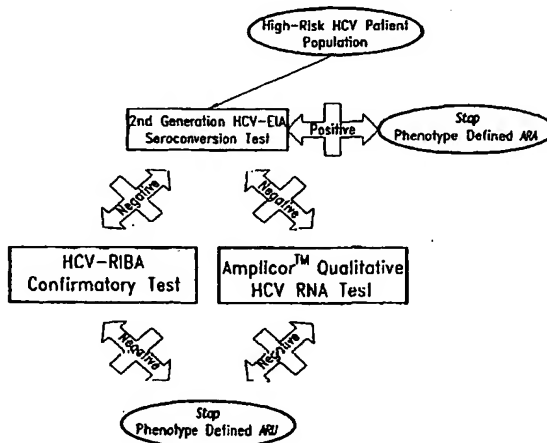 High-Risk HCV Patient
Population
2nd Generation HCV-EIA
Seroconversion Test
Positive
Stop
Phenotype Defined ARA
Negative
Negative
HCV-RIBA
Confirmatory Test
Amplicor™ Qualitative
HCV RNA Test
Negative
Negative
Stop
Phenotype Defined ARU